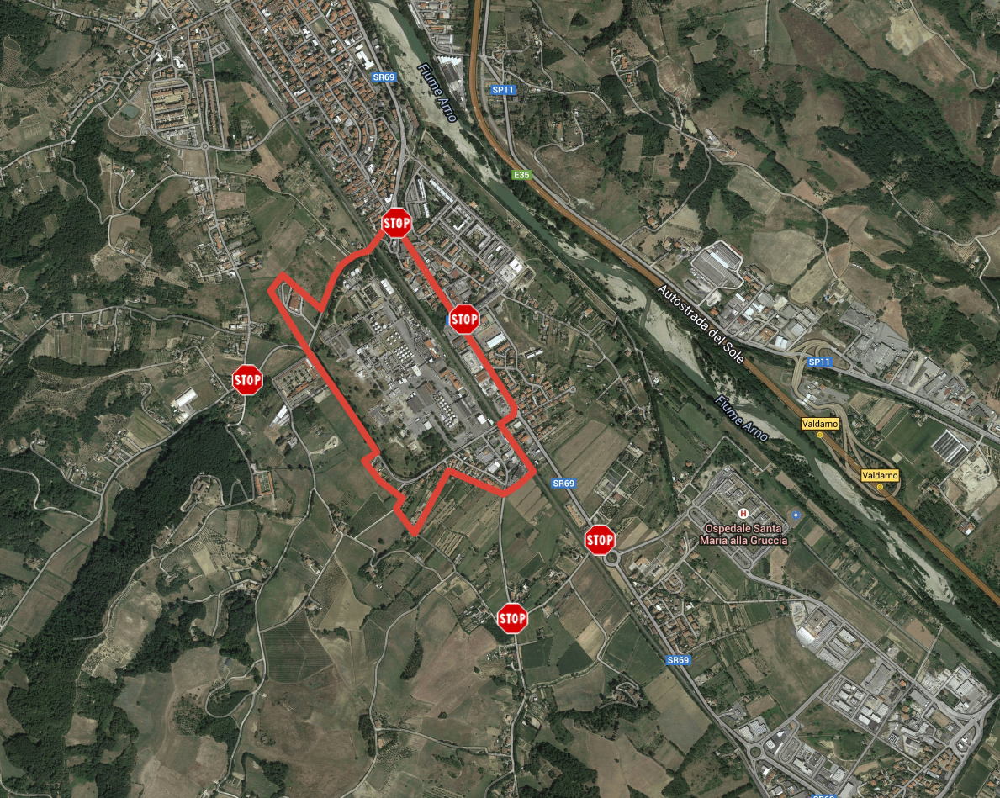 SR69
Fiume Arno
SP11
E35
STOP
STOP
Autostrada del Sole
STOP
SP11
Fiume Arno
Valdarno
Valdarno
SR69
H
Ospedale Santa
Maria alla Gruccia
STOP
STOP
SR69
SR69